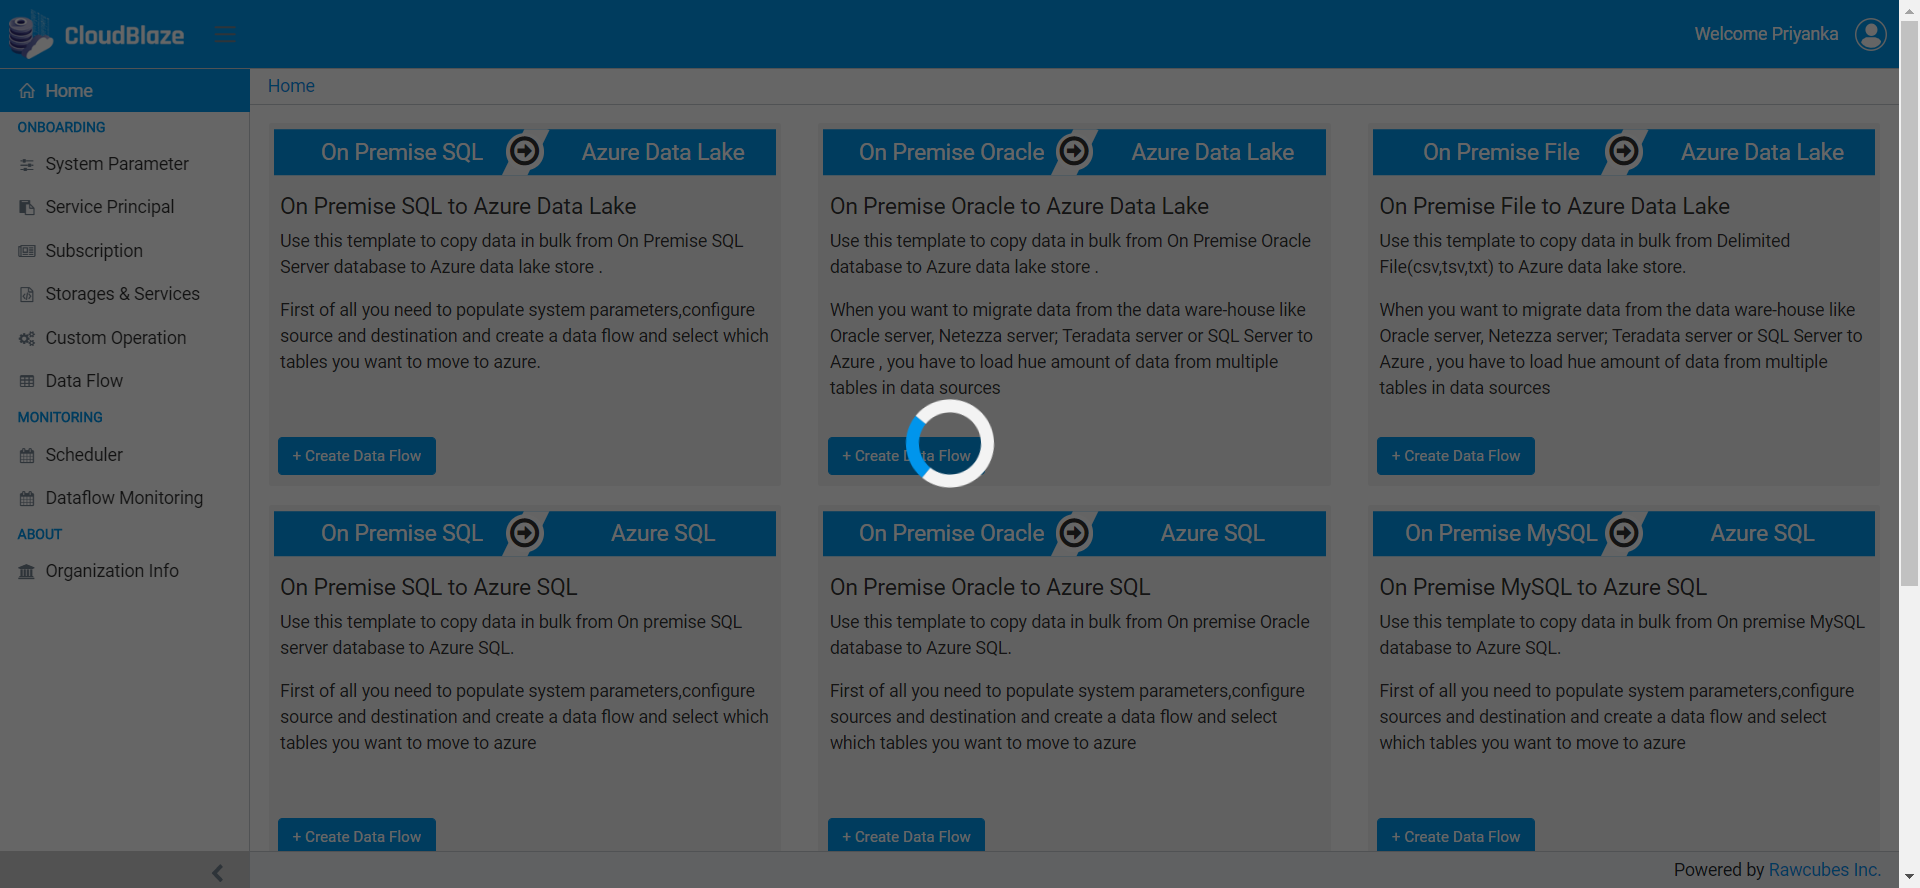 CloudBlaze
Welcome Priyanka
Home
ONBOARDING
System Parameter
Service Principal
Subscription
Storages & Services
Custom Operation
Data Flow
MONITORING
Scheduler
Dataflow Monitoring
ABOUT
Organization Info
Home
On Premise SQL Azure Data Lake
On Premise SQL to Azure Data Lake
Use this template to copy data in bulk from On Premise SQL
Server database to Azure data lake store .
First of all you need to populate system parameters,configure
source and destination and create a data flow and select which
tables you want to move to azure.
+ Create Data Flow
On Premise Oracle Azure Data Lake
On Premise Oracle to Azure Data Lake
Use this template to copy data in bulk from On Premise Oracle
database to Azure data lake store .
When you want to migrate data from the data ware-house like
Oracle server, Netezza server; Teradata server or SQL Server to
Azure , you have to load hue amount of data from multiple
tables in data sources
+ Create Data Flow
On Premise File Azure Data Lake
On Premise File to Azure Data Lake
Use this template to copy data in bulk from Delimited
File(csv,tsv,txt) to Azure data lake store.
When you want to migrate data from the data ware-house like
Oracle server, Netezza server; Teradata server or SQL Server to
Azure , you have to load hue amount of data from multiple
tables in data sources
+ Create Data Flow
On Premise SQL Azure SQL
On Premise SQL to Azure SQL
Use this template to copy data in bulk from On premise SQL
server database to Azure SQL.
First of all you need to populate system parameters,configure
source and destination and create a data flow and select which
tables you want to move to azure
+ Create Data Flow
On Premise Oracle Azure SQL
On Premise Oracle to Azure SQL
Use this template to copy data in bulk from On premise Oracle
database to Azure SQL.
First of all you need to populate system parameters,configure
sources and destination and create a data flow and select
which tables you want to move to azure
+ Create Data Flow
On Premise MySQL Azure SQL
On Premise MySQL to Azure SQL
Use this template to copy data in bulk from On premise MySQL
database to Azure SQL.
First of all you need to populate system parameters,configure
sources and destination and create a data flow and select
which tables you want to move to azure
+ Create Data Flow
Powered by Rawcubes Inc.